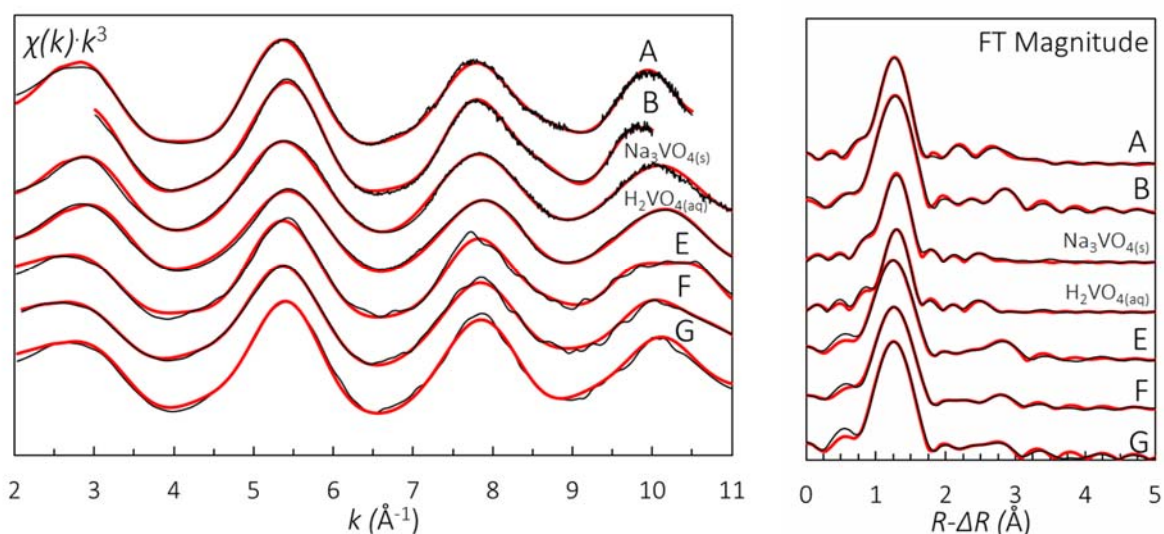 χ(k)·k³
A
B
Na₃VO₄₍ₛ₎
H₂VO₄₍ₐq₎
E
F
G
2 3 4 5 6 7 8 9 10 11
k (Å⁻¹)
FT Magnitude
A
B
Na₃VO₄₍ₛ₎
H₂VO₄₍ₐq₎
E
F
G
0 1 2 3 4 5
R-ΔR (Å)